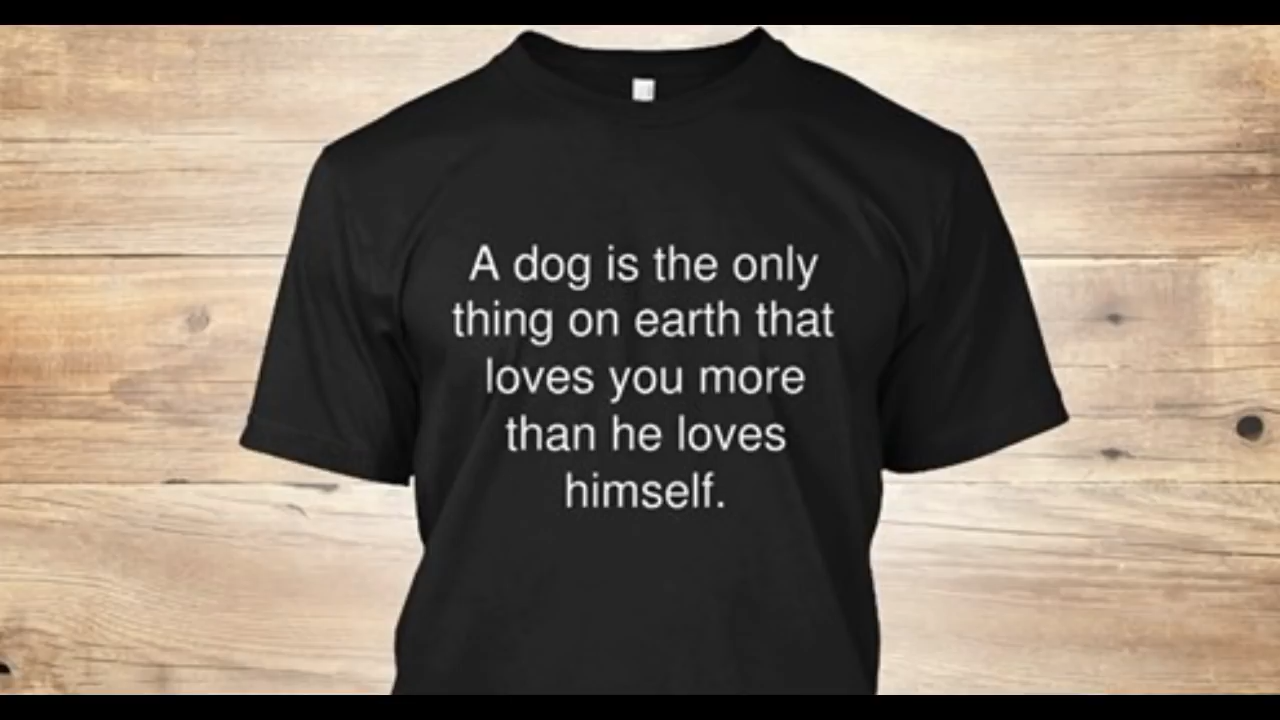 A dog is the only
thing on earth that
loves you more
than he loves
himself.